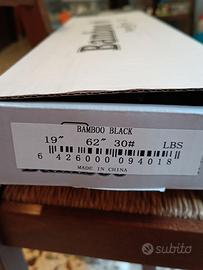 BAMBOO BLACK
19" 62" 30# LBS
6 426000 094018
MADE IN CHINA
subito